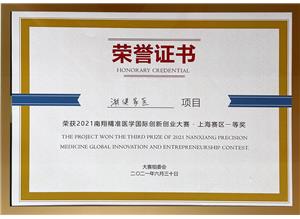 荣誉证书
HONORARY CREDENTIAL
项目
荣获2021南翔精准医学国际创新创业大赛·上海赛区一等奖
THE PROJECT WON THE THIRD PRIZE OF 2021 NANXIANG PRECISION
MEDICINE GLOBAL INNOVATION AND ENTREPRENEURSHIP CONTEST.
大赛组委会
二〇二一年六月三十日